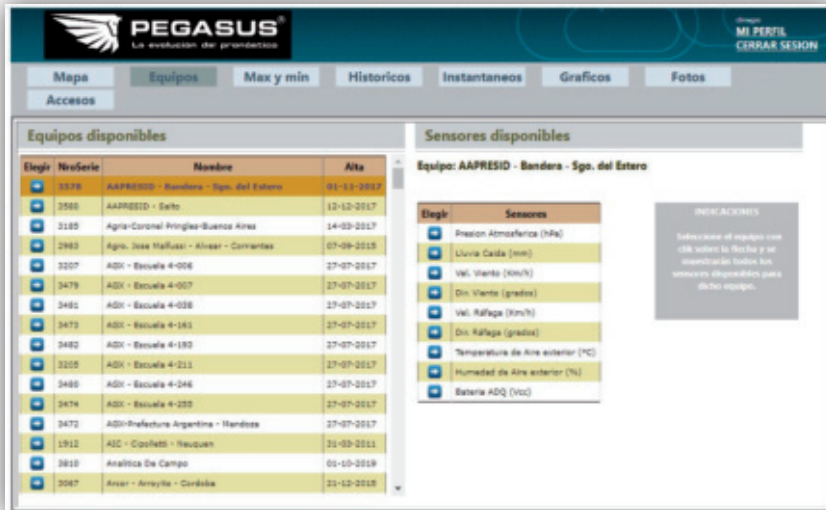 PEGASUS®
La evolución del pronóstico
MI PERFIL
CERRAR SESION
Mapa Equipos Max y min Historicos Instantaneos Graficos Fotos
Accesos
Equipos disponibles
Elegir NroSerie Nombre Alta
3378 AAPRESID - Bandera - Sgo. del Estero 01-11-2017
3580 AAPRESID - Salto 12-12-2017
3185 Agria-Coronel Pringles-Buenos Aires 14-03-2017
2983 Agro. Jose Malfussi - Alvear - Corrientes 07-09-2015
3207 AGX - Escuela 4-006 27-07-2017
3479 AGX - Escuela 4-007 27-07-2017
3481 AGX - Escuela 4-038 27-07-2017
3473 AGX - Escuela 4-161 27-07-2017
3482 AGX - Escuela 4-193 27-07-2017
3205 AGX - Escuela 4-211 27-07-2017
3480 AGX - Escuela 4-246 27-07-2017
3474 AGX - Escuela 4-255 27-07-2017
3472 AGX-Prefectura Argentina - Mendoza 27-07-2017
1912 AIC - Cipolletti - Neuquen 31-03-2011
3810 Analitica De Campo 01-10-2019
3067 Arcor - Arroyito - Cordoba 21-12-2015
Sensores disponibles
Equipo: AAPRESID - Bandera - Sgo. del Estero
Elegir Sensores
Presion Atmosferica (hPa)
Lluvia Caida (mm)
Vel. Viento (Km/h)
Dir. Viento (grados)
Vel. Ráfaga (Km/h)
Dir. Ráfaga (grados)
Temperatura de Aire exterior (ºC)
Humedad de Aire exterior (%)
Bateria ADQ (Vcc)
INDICACIONES
Seleccione el equipo con
clik sobre la flecha y se
mostrarán todos los
sensores disponibles para
dicho equipo.